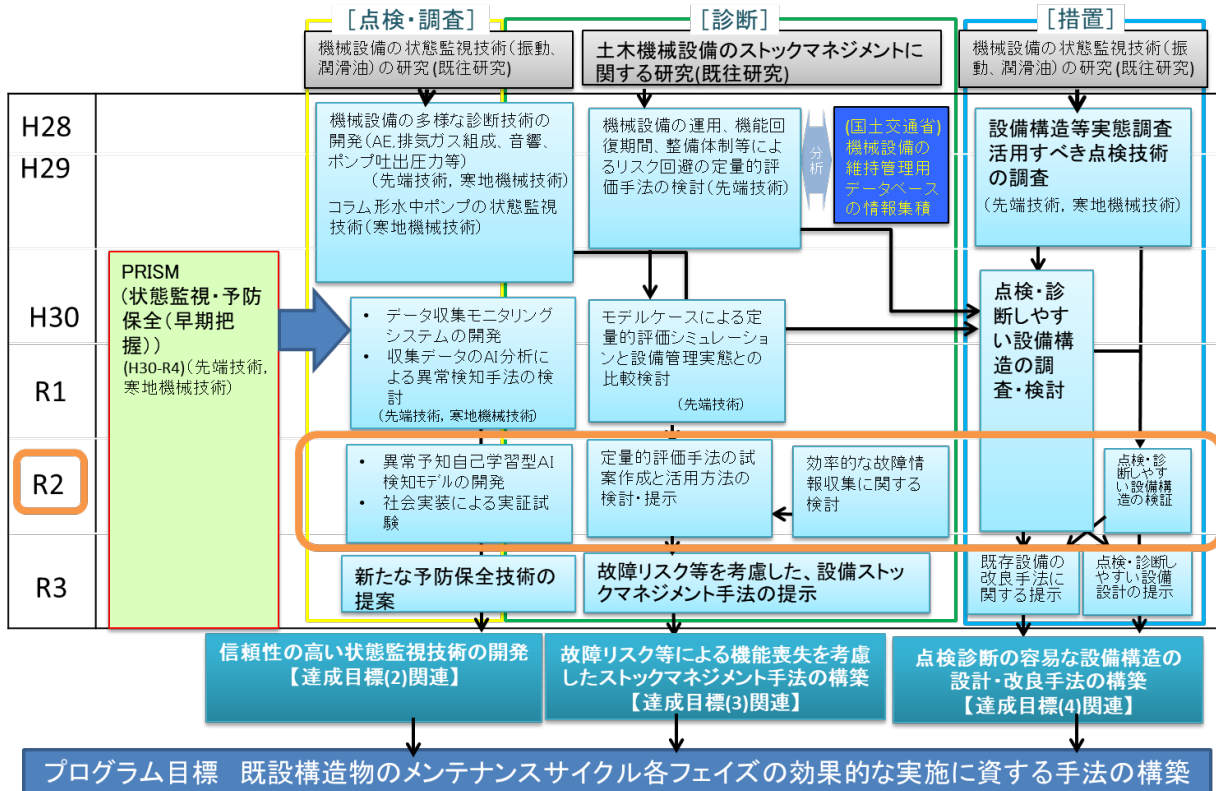 [点検・調査]
機械設備の状態監視技術(振動、
潤滑油)の研究(既往研究)
[診断]
土木機械設備のストックマネジメントに
関する研究(既往研究)
[措置]
機械設備の状態監視技術(振
動、潤滑油)の研究(既往研究)
H28
H29
H30
R1
R2
R3
PRISM
(状態監視・予防
保全(早期把
握))
(H30-R4)(先端技術,
寒地機械技術)
機械設備の多様な診断技術の
開発(AE,排気ガス組成、音響、
ポンプ吐出圧力等)
(先端技術, 寒地機械技術)
コラム形水中ポンプの状態監視
技術(寒地機械技術)
• データ収集モニタリング
システムの開発
• 収集データのAI分析に
よる異常検知手法の検
討
(先端技術, 寒地機械技術)
• 異常予知自己学習型AI
検知モデルの開発
• 社会実装による実証試
験
新たな予防保全技術の
提案
機械設備の運用、機能回
復期間、整備体制等によ
るリスク回避の定量的評
価手法の検討(先端技術)
分析
(国土交通省)
機械設備の
維持管理用
データベース
の情報集積
モデルケースによる定量
的評価シミュレーショ
ンと設備管理実態との
比較検討
(先端技術)
定量的評価手法の試
案作成と活用方法の
検討・提示
効率的な故障情
報収集に関する
検討
故障リスク等を考慮した、設備ストッ
クマネジメント手法の提示
設備構造等実態調査
活用すべき点検技術
の調査
(先端技術, 寒地機械技術)
点検・診
断しやす
い設備構
造の調
査・検討
点検・診
断しやす
い設備構
造の検証
既存設備の
改良手法に
関する提示
点検・診断し
やすい設備
設計の提示
信頼性の高い状態監視技術の開発
【達成目標(2)関連】
故障リスク等による機能喪失を考慮
したストックマネジメント手法の構築
【達成目標(3)関連】
点検診断の容易な設備構造の
設計・改良手法の構築
【達成目標(4)関連】
プログラム目標 既設構造物のメンテナンスサイクル各フェイズの効果的な実施に資する手法の構築